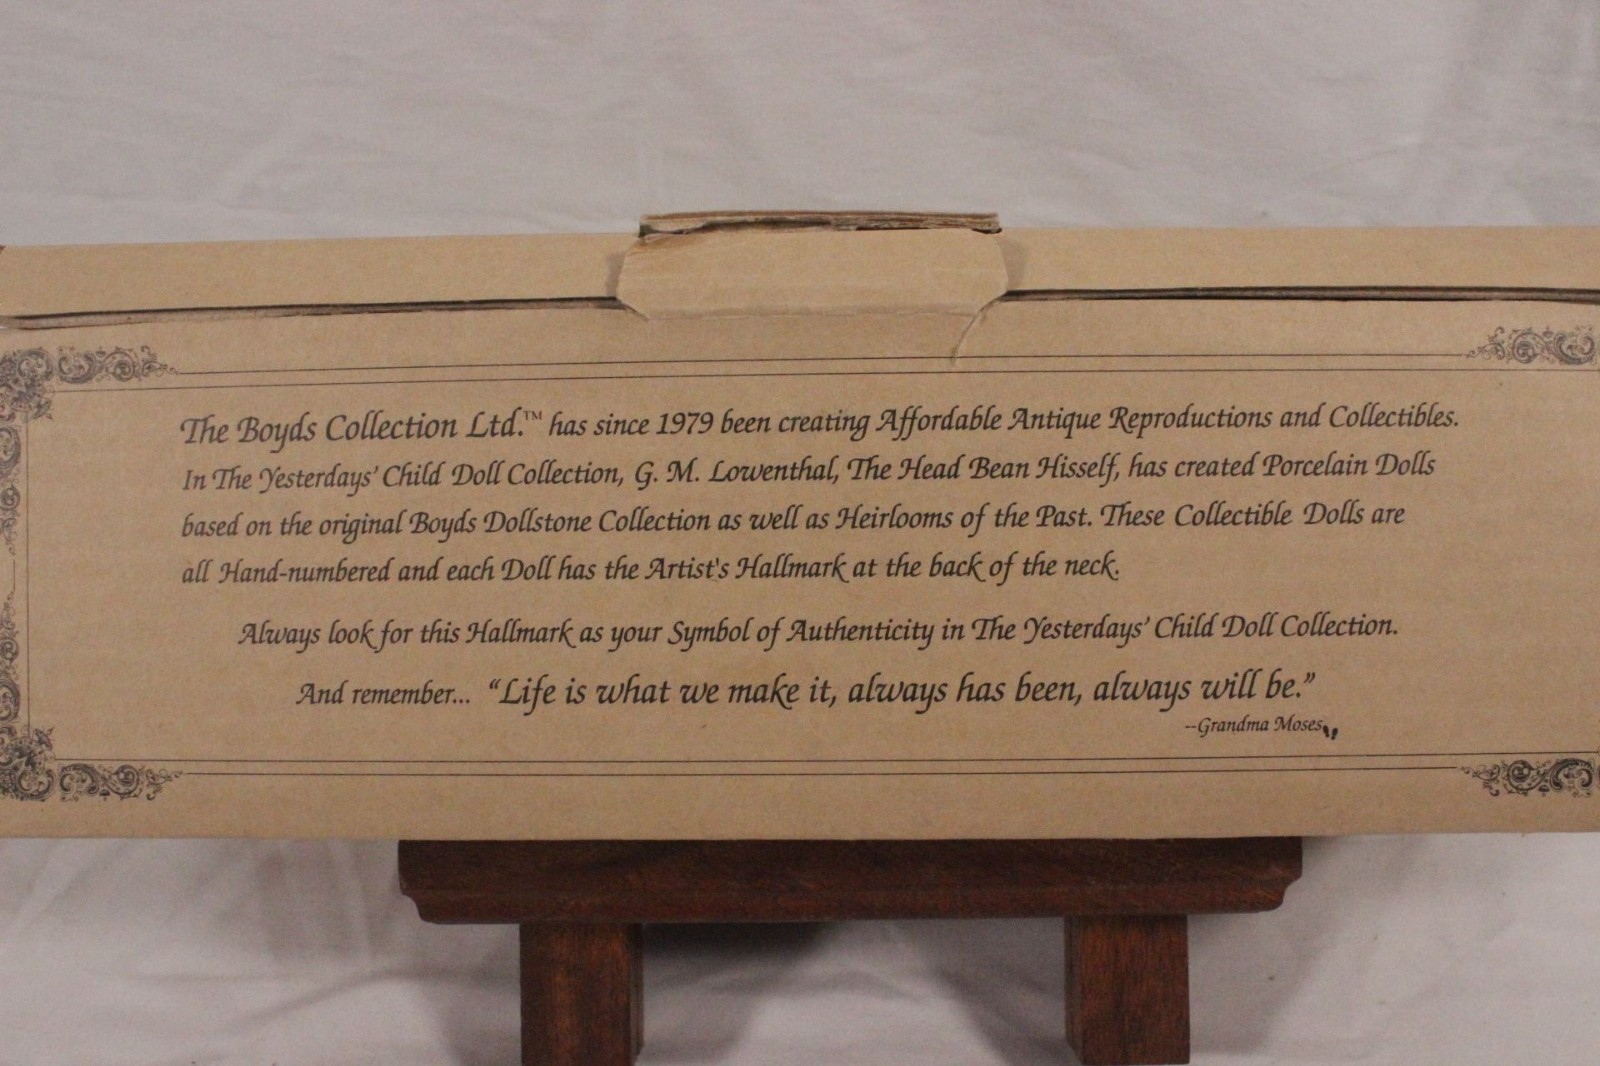 The Boyds Collection Ltd.™ has since 1979 been creating Affordable Antique Reproductions and Collectibles.
In The Yesterdays' Child Doll Collection, G. M. Lowenthal, The Head Bean Hisself, has created Porcelain Dolls
based on the original Boyds Dollstone Collection as well as Heirlooms of the Past. These Collectible Dolls are
all Hand-numbered and each Doll has the Artist's Hallmark at the back of the neck.
Always look for this Hallmark as your Symbol of Authenticity in The Yesterdays' Child Doll Collection.
And remember... “Life is what we make it, always has been, always will be.”
--Grandma Moses